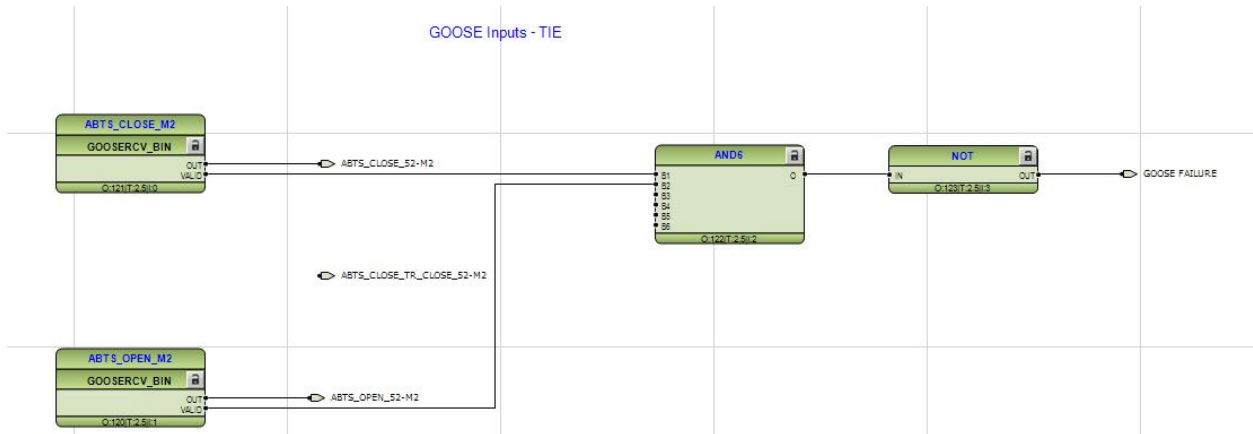 GOOSE Inputs - TIE
ABTS_CLOSE_M2
GOOSERCV_BIN
OUT
VALID
O:121|T:2.5|I:0
ABTS_CLOSE_52-M2
AND6
B1
B2
B3
B4
B5
B6
O
O:122|T:2.5|I:2
NOT
IN
OUT
O:123|T:2.5|I:3
GOOSE FAILURE
ABTS_CLOSE_TR_CLOSE_52-M2
ABTS_OPEN_M2
GOOSERCV_BIN
OUT
VALID
O:120|T:2.5|I:1
ABTS_OPEN_52-M2